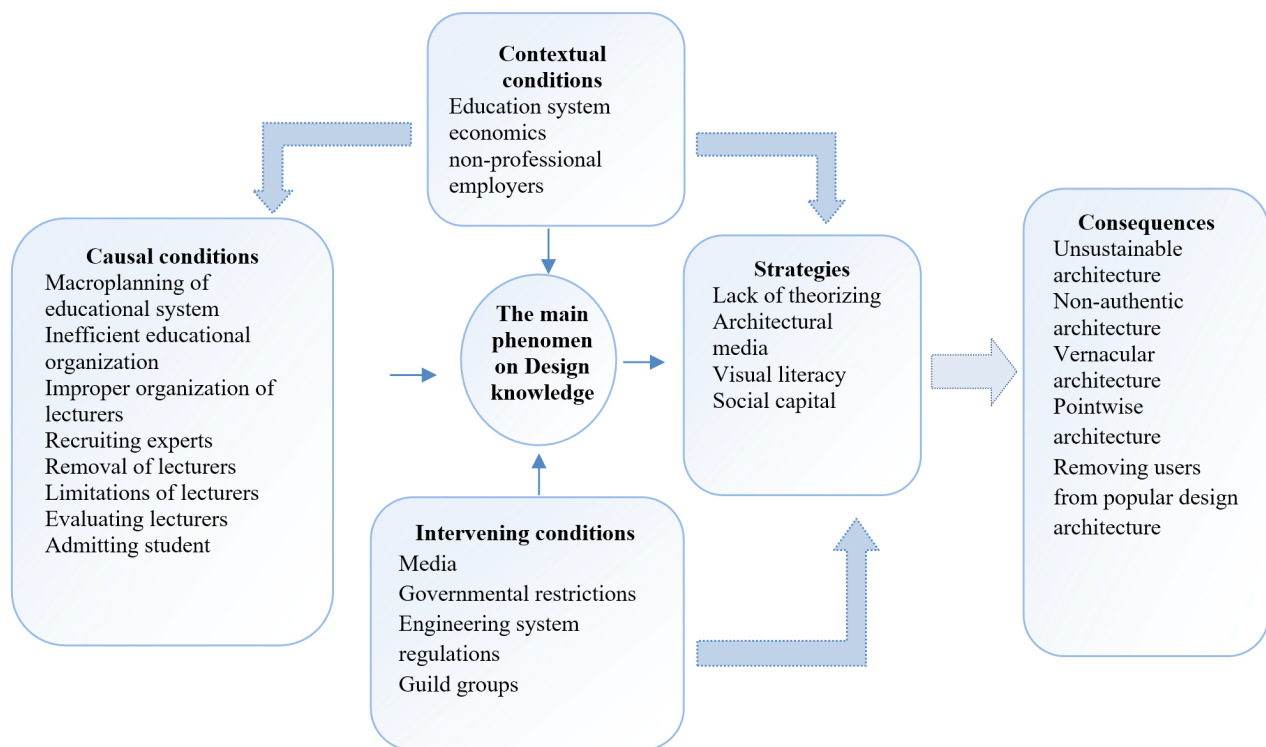 Contextual
conditions
Education system
economics
non-professional
employers
Causal conditions
Macroplanning of
educational system
Inefficient educational
organization
Improper organization of
lecturers
Recruiting experts
Removal of lecturers
Limitations of lecturers
Evaluating lecturers
Admitting student
The main
phenomen
on Design
knowledge
Intervening conditions
Media
Governmental restrictions
Engineering system
regulations
Guild groups
Strategies
Lack of theorizing
Architectural
media
Visual literacy
Social capital
Consequences
Unsustainable
architecture
Non-authentic
architecture
Vernacular
architecture
Pointwise
architecture
Removing users
from popular design
architecture